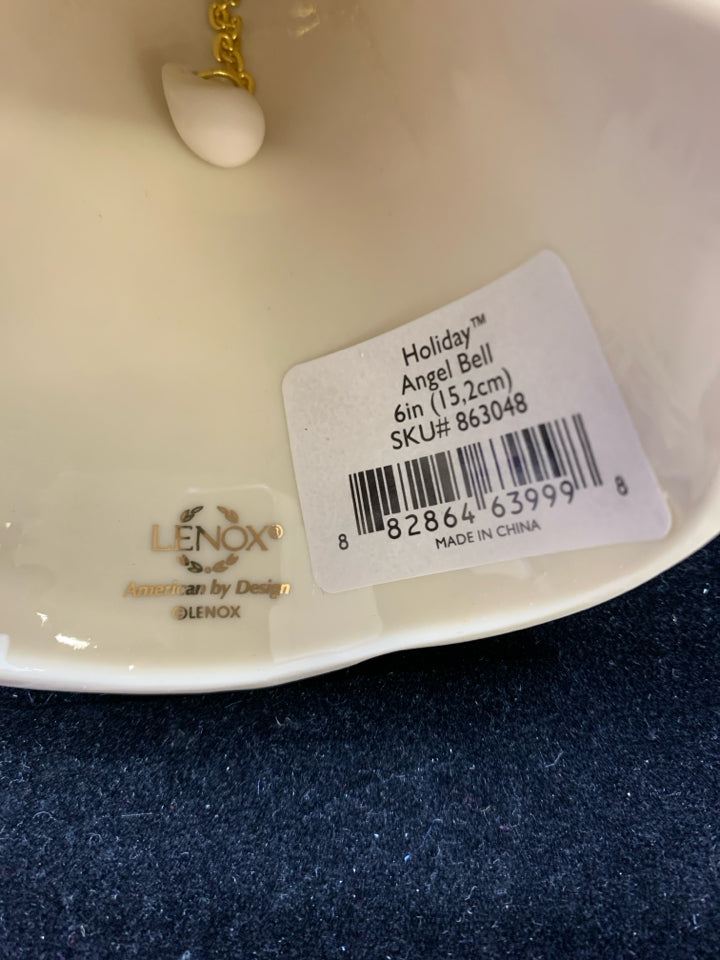 Holiday™
Angel Bell
6in (15,2cm)
SKU# 863048
8 82864 63999 8
MADE IN CHINA
LENOX®
American by Design
©LENOX